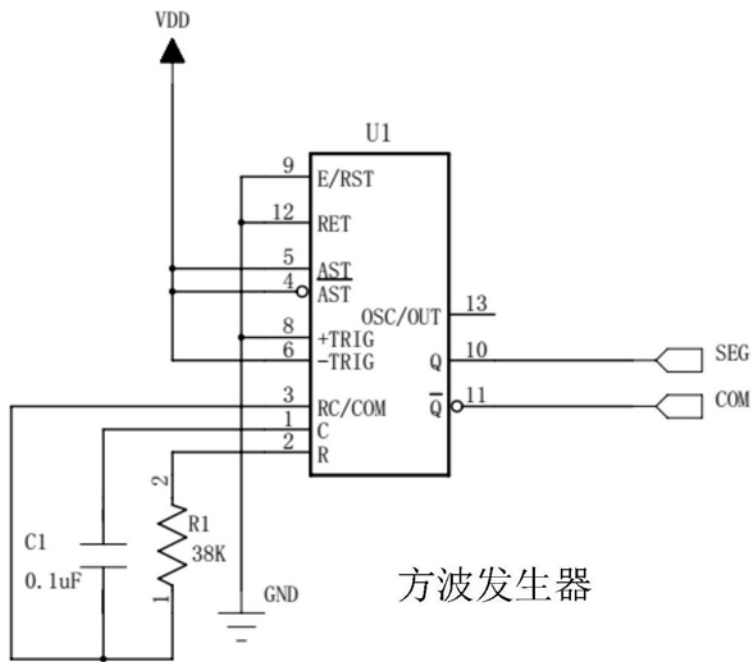 VDD
U1
9
E/RST
12
RET
5
AST
4
AST
OSC/OUT
13
8
+TRIG
6
-TRIG
Q
10
SEG
3
RC/COM
Q
11
COM
1
C
2
R
2
R1
38K
1
C1
0.1uF
GND
方波发生器